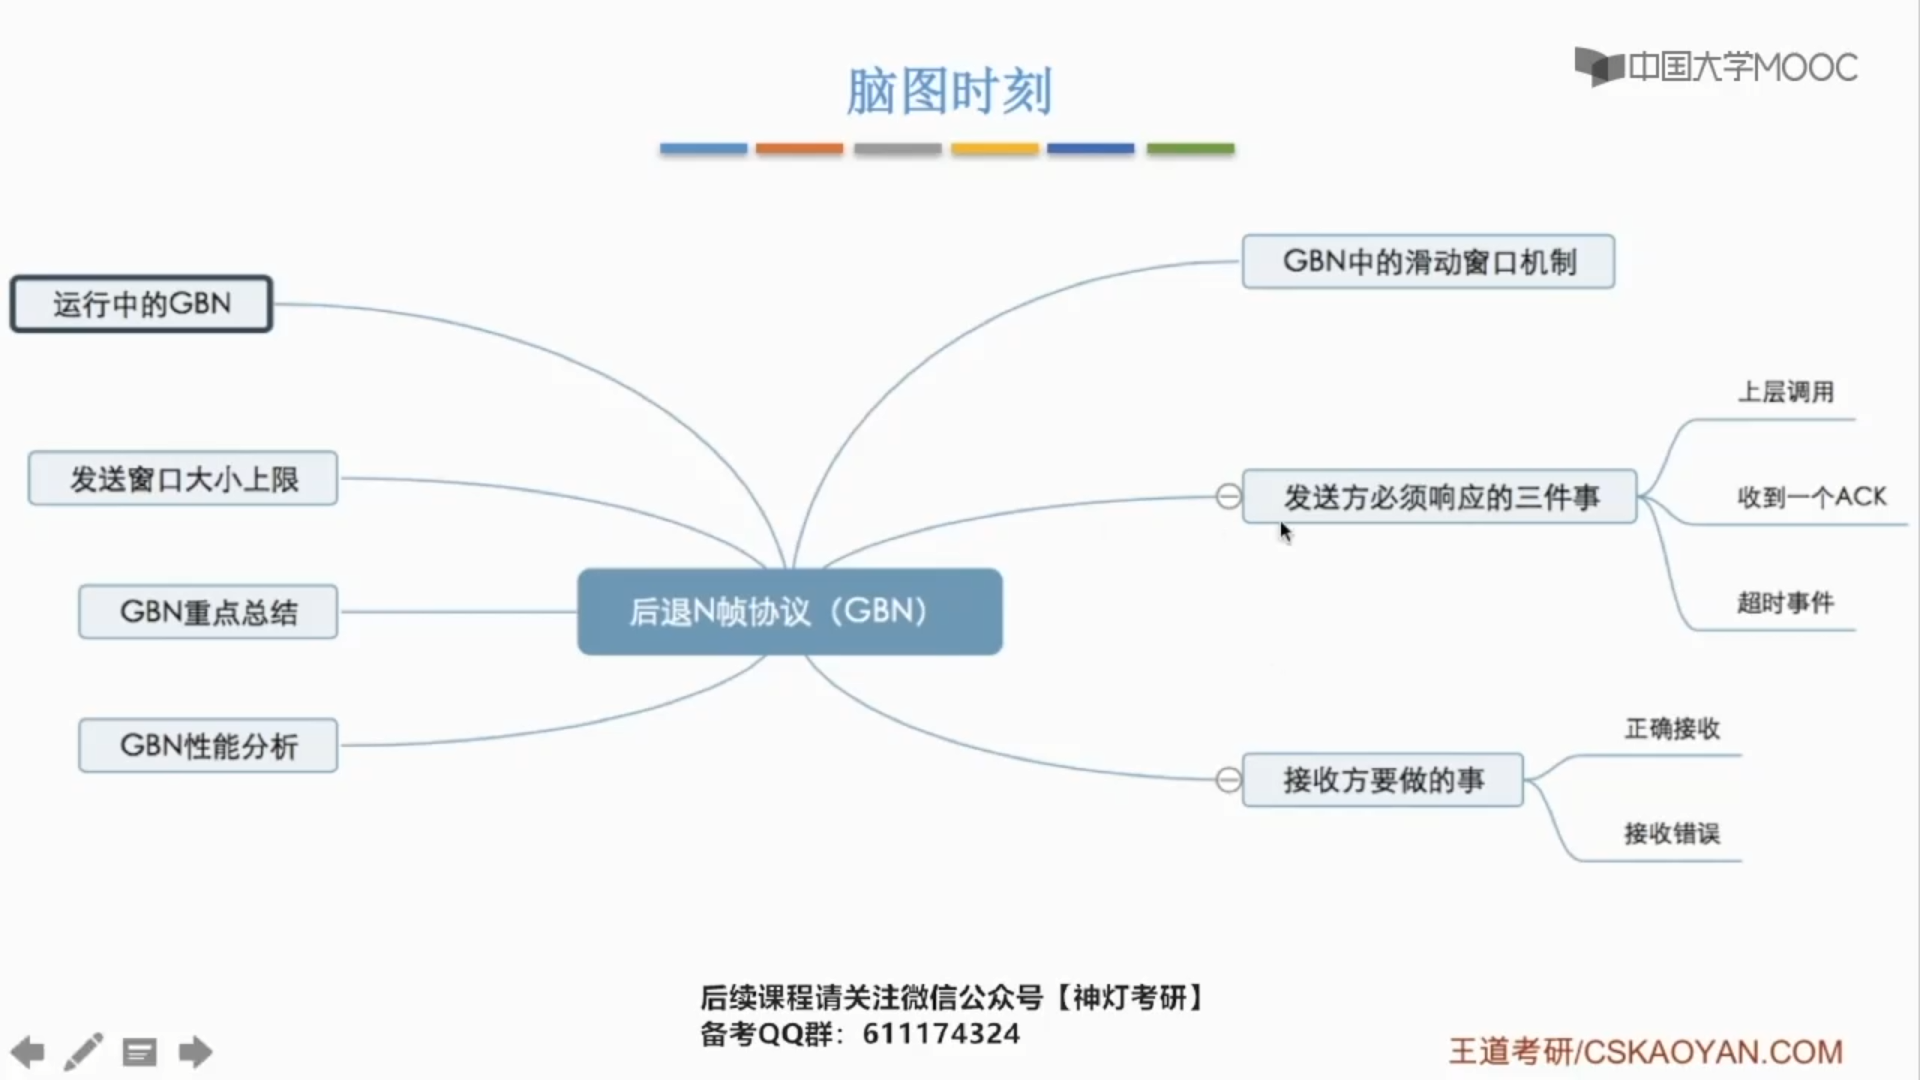 脑图时刻
中国大学MOOC
GBN中的滑动窗口机制
运行中的GBN
上层调用
发送窗口大小上限
发送方必须响应的三件事
收到一个ACK
超时事件
GBN重点总结
后退N帧协议（GBN）
正确接收
GBN性能分析
接收方要做的事
接收错误
后续课程请关注微信公众号【神灯考研】
备考QQ群：611174324
王道考研/CSKAOYAN.COM